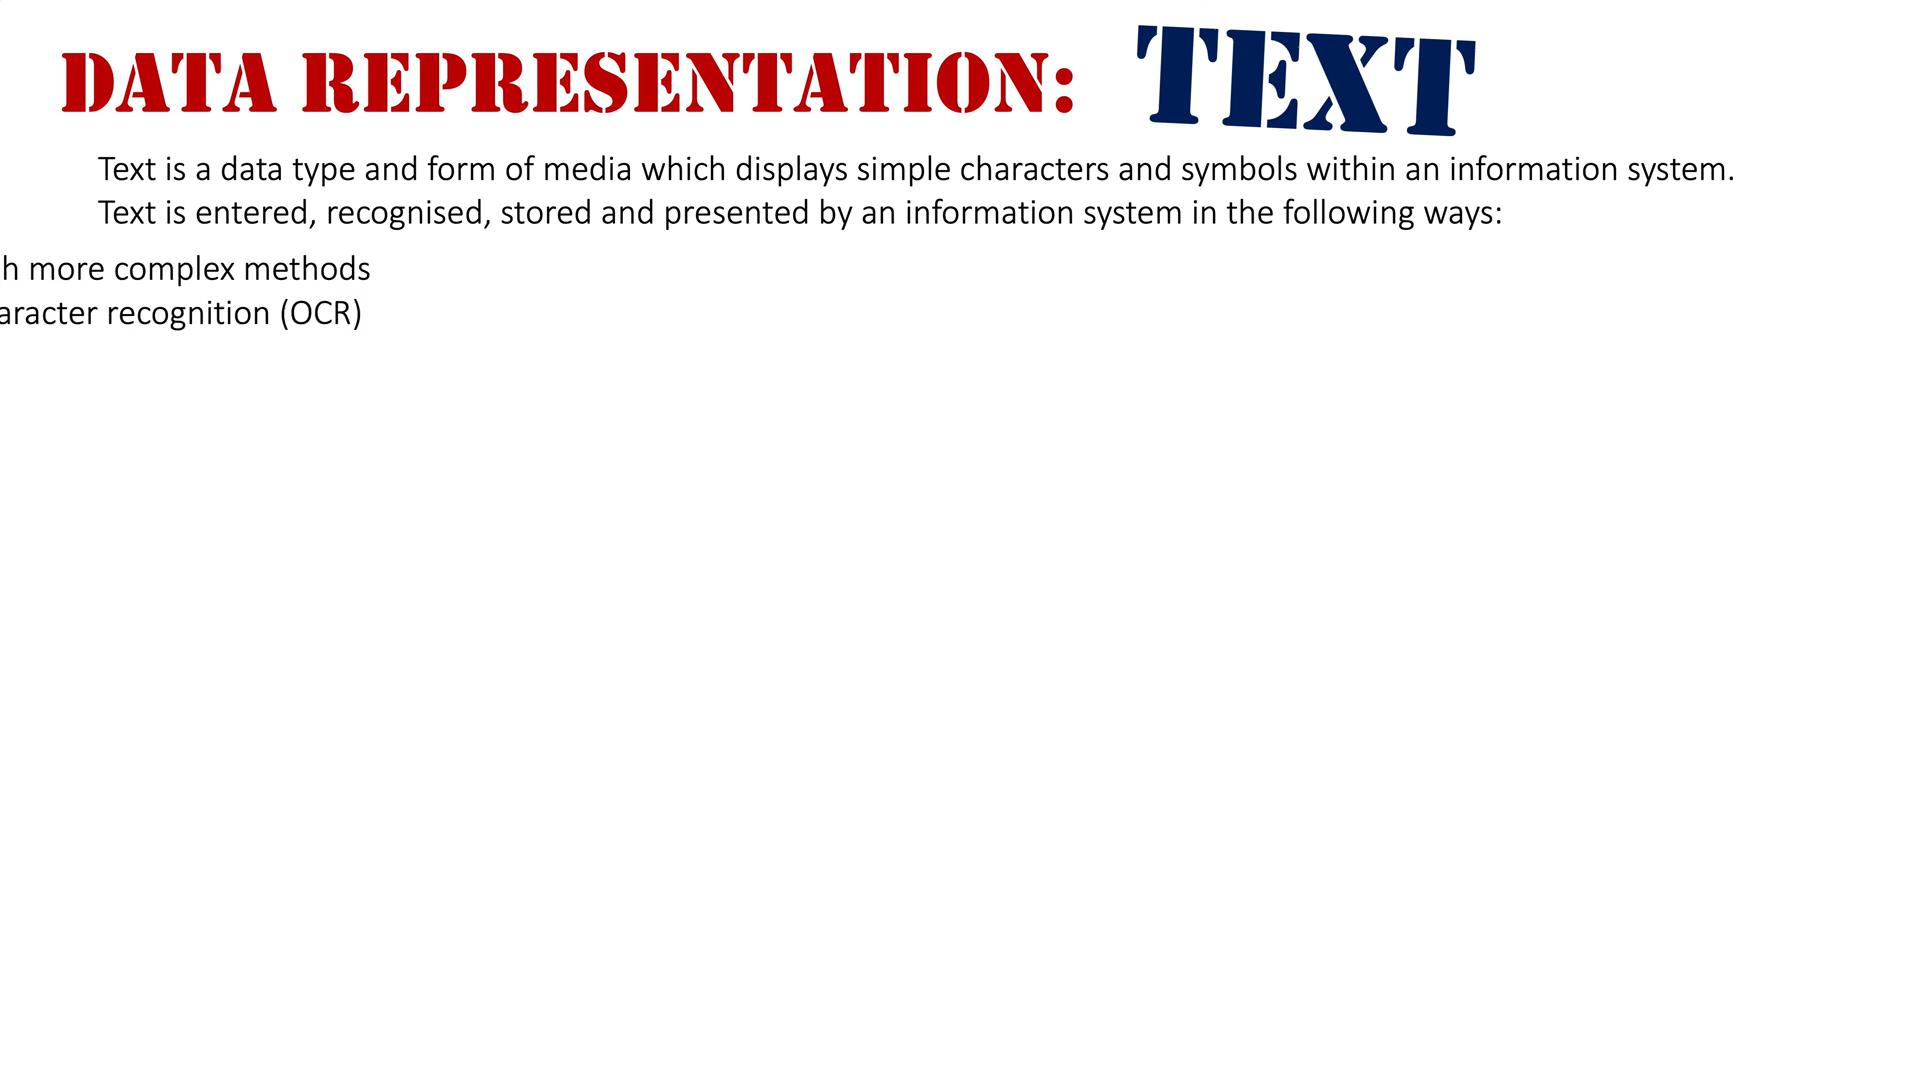 DATA REPRESENTATION: TEXT
Text is a data type and form of media which displays simple characters and symbols within an information system.
Text is entered, recognised, stored and presented by an information system in the following ways:
h more complex methods
aracter recognition (OCR)